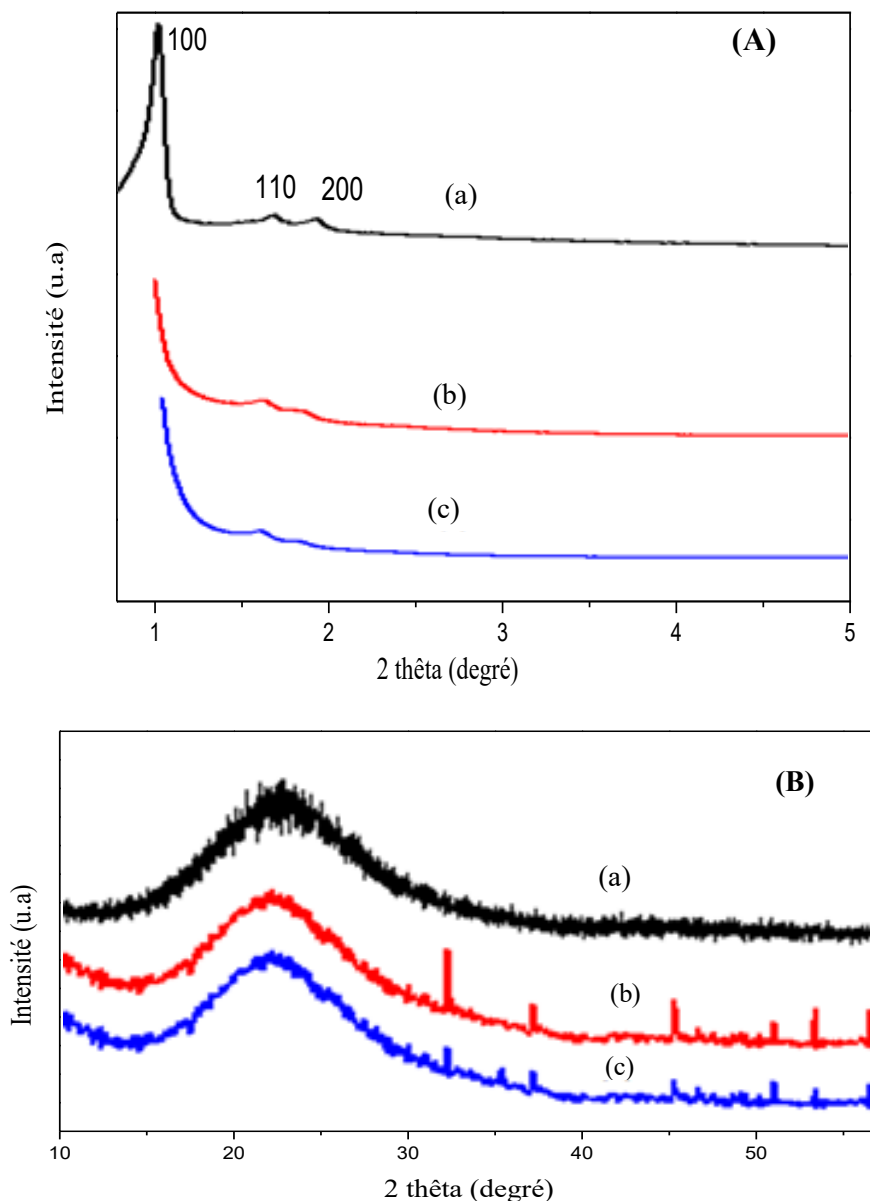 (A)
100
110 200
(a)
(b)
(c)
Intensité (u.a)
1 2 3 4 5
2 thêta (degré)
(B)
(a)
(b)
(c)
Intensité (u.a)
10 20 30 40 50
2 thêta (degré)